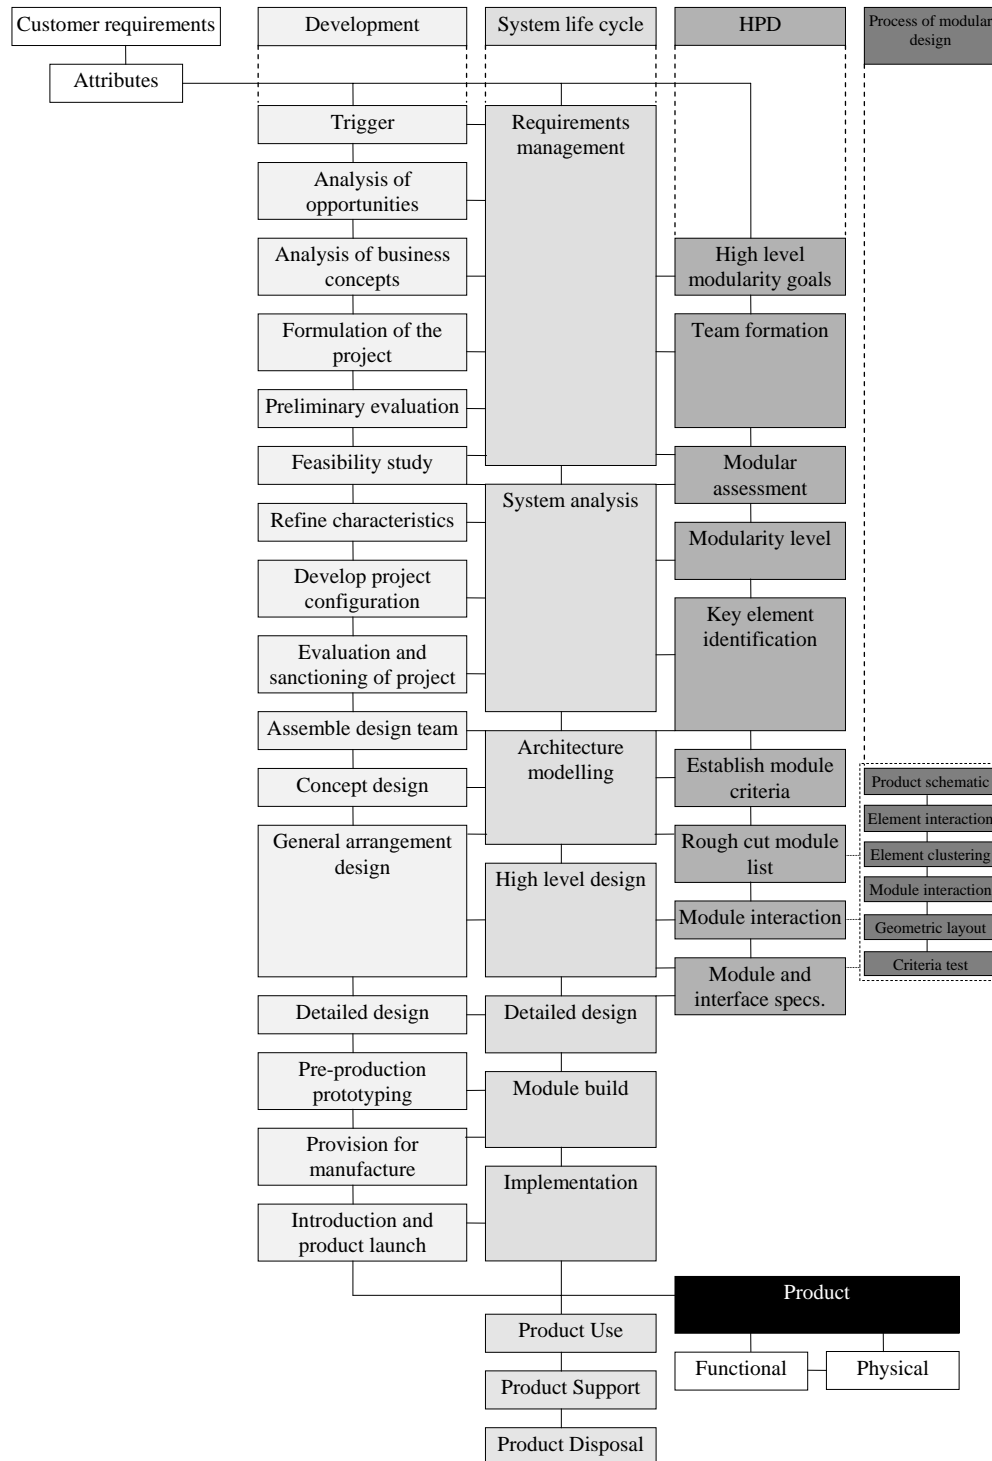 Customer requirements
Attributes
Development
Trigger
Analysis of
opportunities
Analysis of business
concepts
Formulation of the
project
Preliminary evaluation
Feasibility study
Refine characteristics
Develop project
configuration
Evaluation and
sanctioning of project
Assemble design team
Concept design
General arrangement
design
Detailed design
Pre-production
prototyping
Provision for
manufacture
Introduction and
product launch
System life cycle
Requirements
management
System analysis
Architecture
modelling
High level design
Detailed design
Module build
Implementation
Product Use
Product Support
Product Disposal
HPD
High level
modularity goals
Team formation
Modular
assessment
Modularity level
Key element
identification
Establish module
criteria
Rough cut module
list
Module interaction
Module and
interface specs.
Process of modular
design
Product schematic
Element interaction
Element clustering
Module interaction
Geometric layout
Criteria test
Product
Functional
Physical